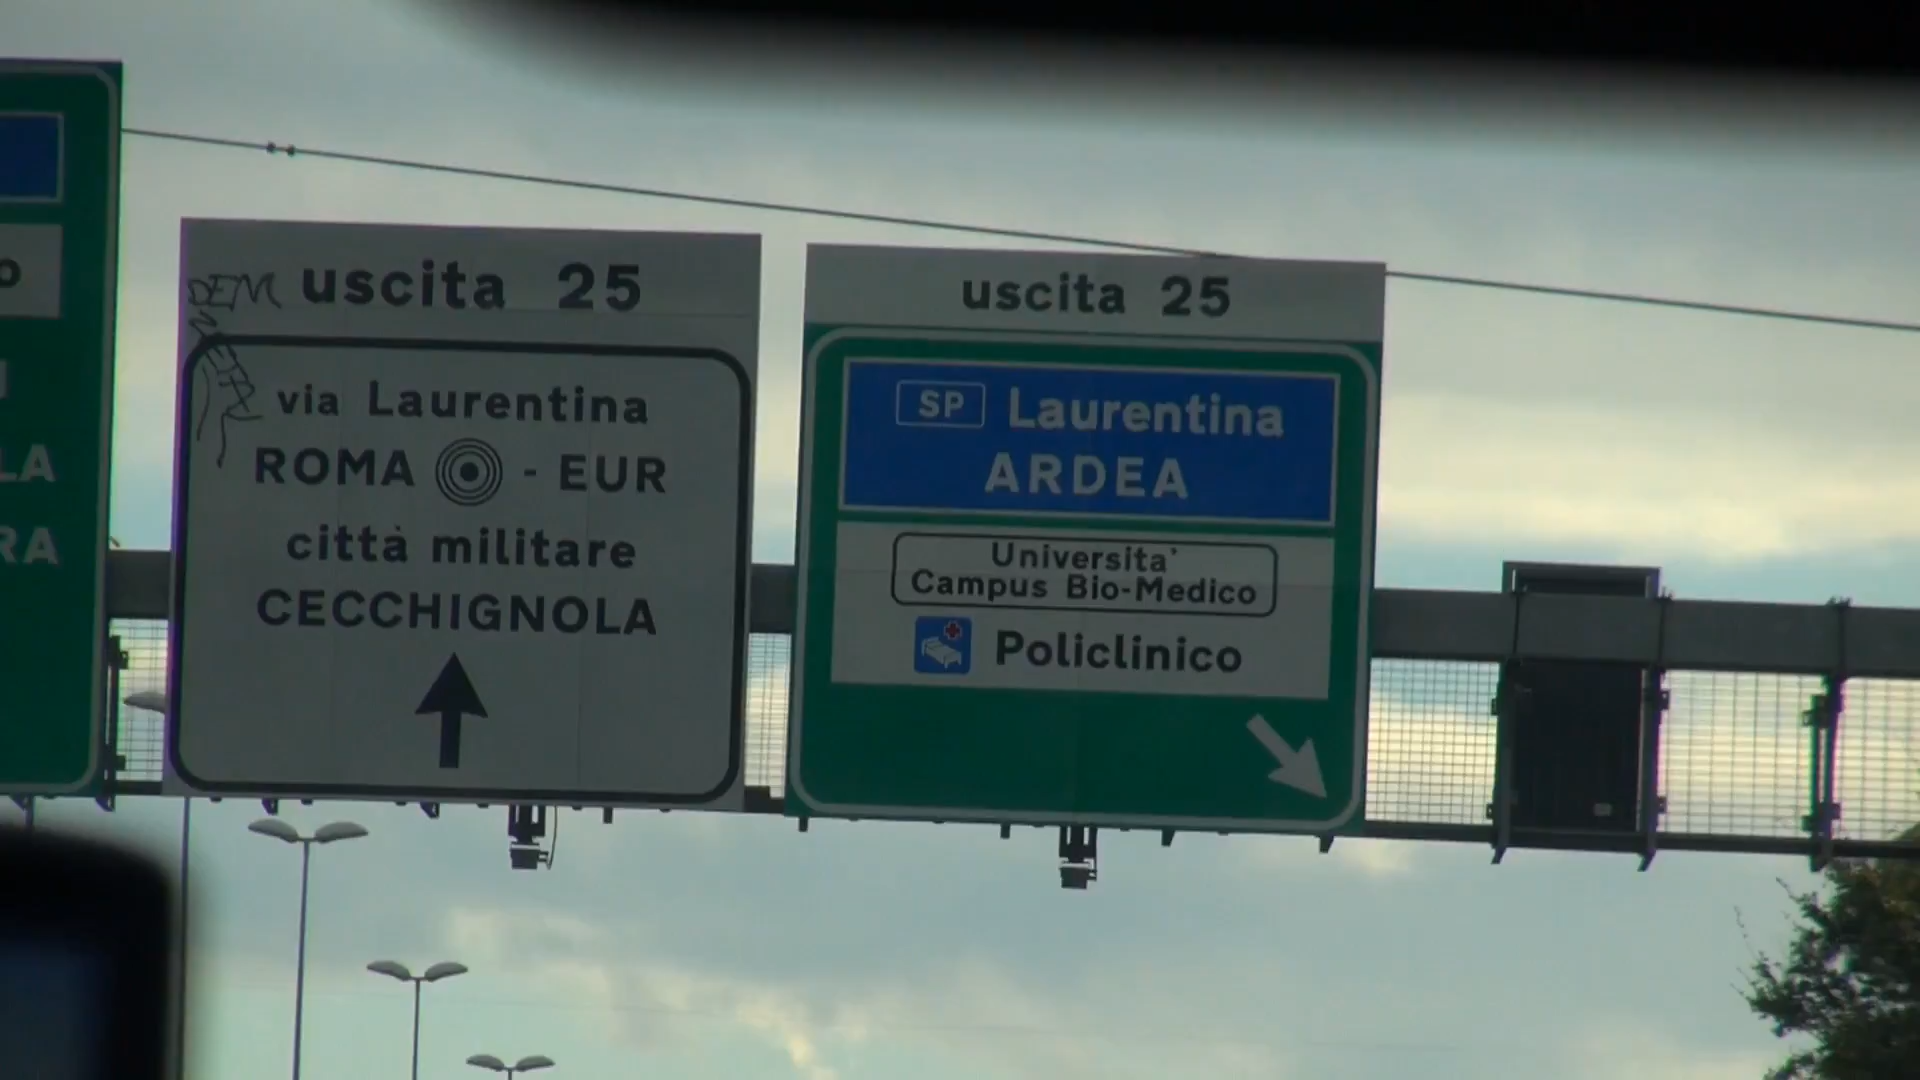 uscita 25
via Laurentina
ROMA - EUR
città militare
CECCHIGNOLA
uscita 25
SP Laurentina
ARDEA
Universita'
Campus Bio-Medico
Policlinico